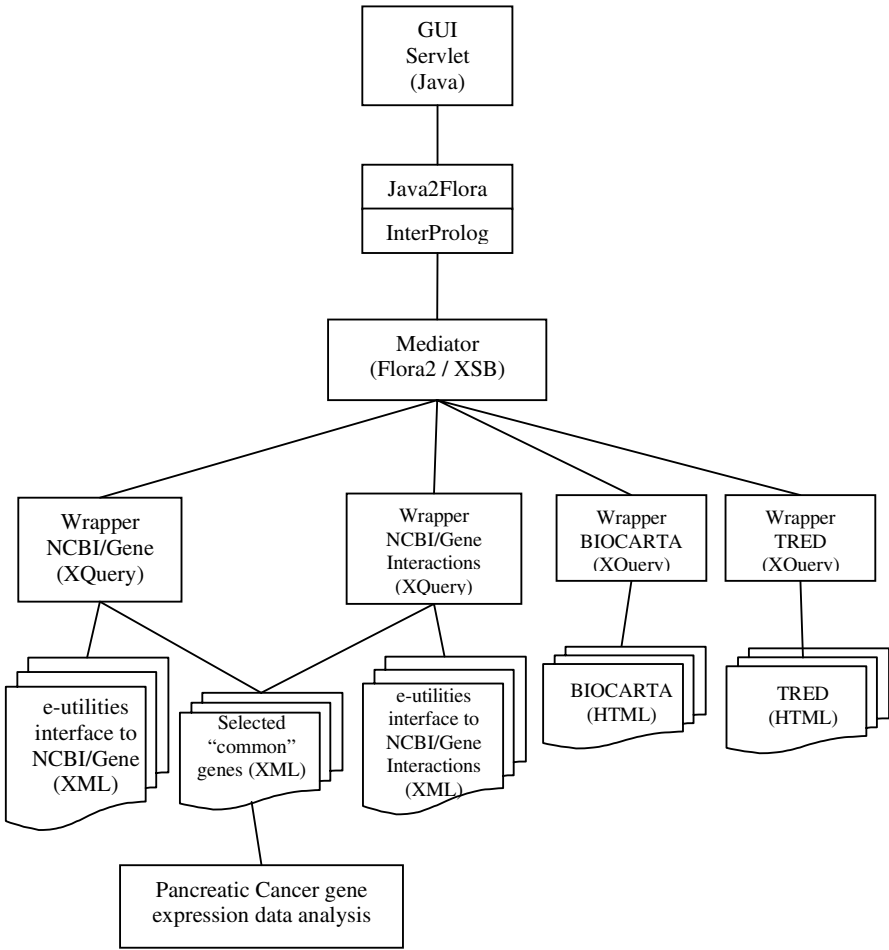 GUI
Servlet
(Java)
Java2Flora
InterProlog
Mediator
(Flora2 / XSB)
Wrapper
NCBI/Gene
(XQuery)
Wrapper
NCBI/Gene
Interactions
(XQuery)
Wrapper
BIOCARTA
(XQuery)
Wrapper
TRED
(XQuery)
e-utilities
interface to
NCBI/Gene
(XML)
Selected
“common”
genes (XML)
e-utilities
interface to
NCBI/Gene
Interactions
(XML)
BIOCARTA
(HTML)
TRED
(HTML)
Pancreatic Cancer gene
expression data analysis